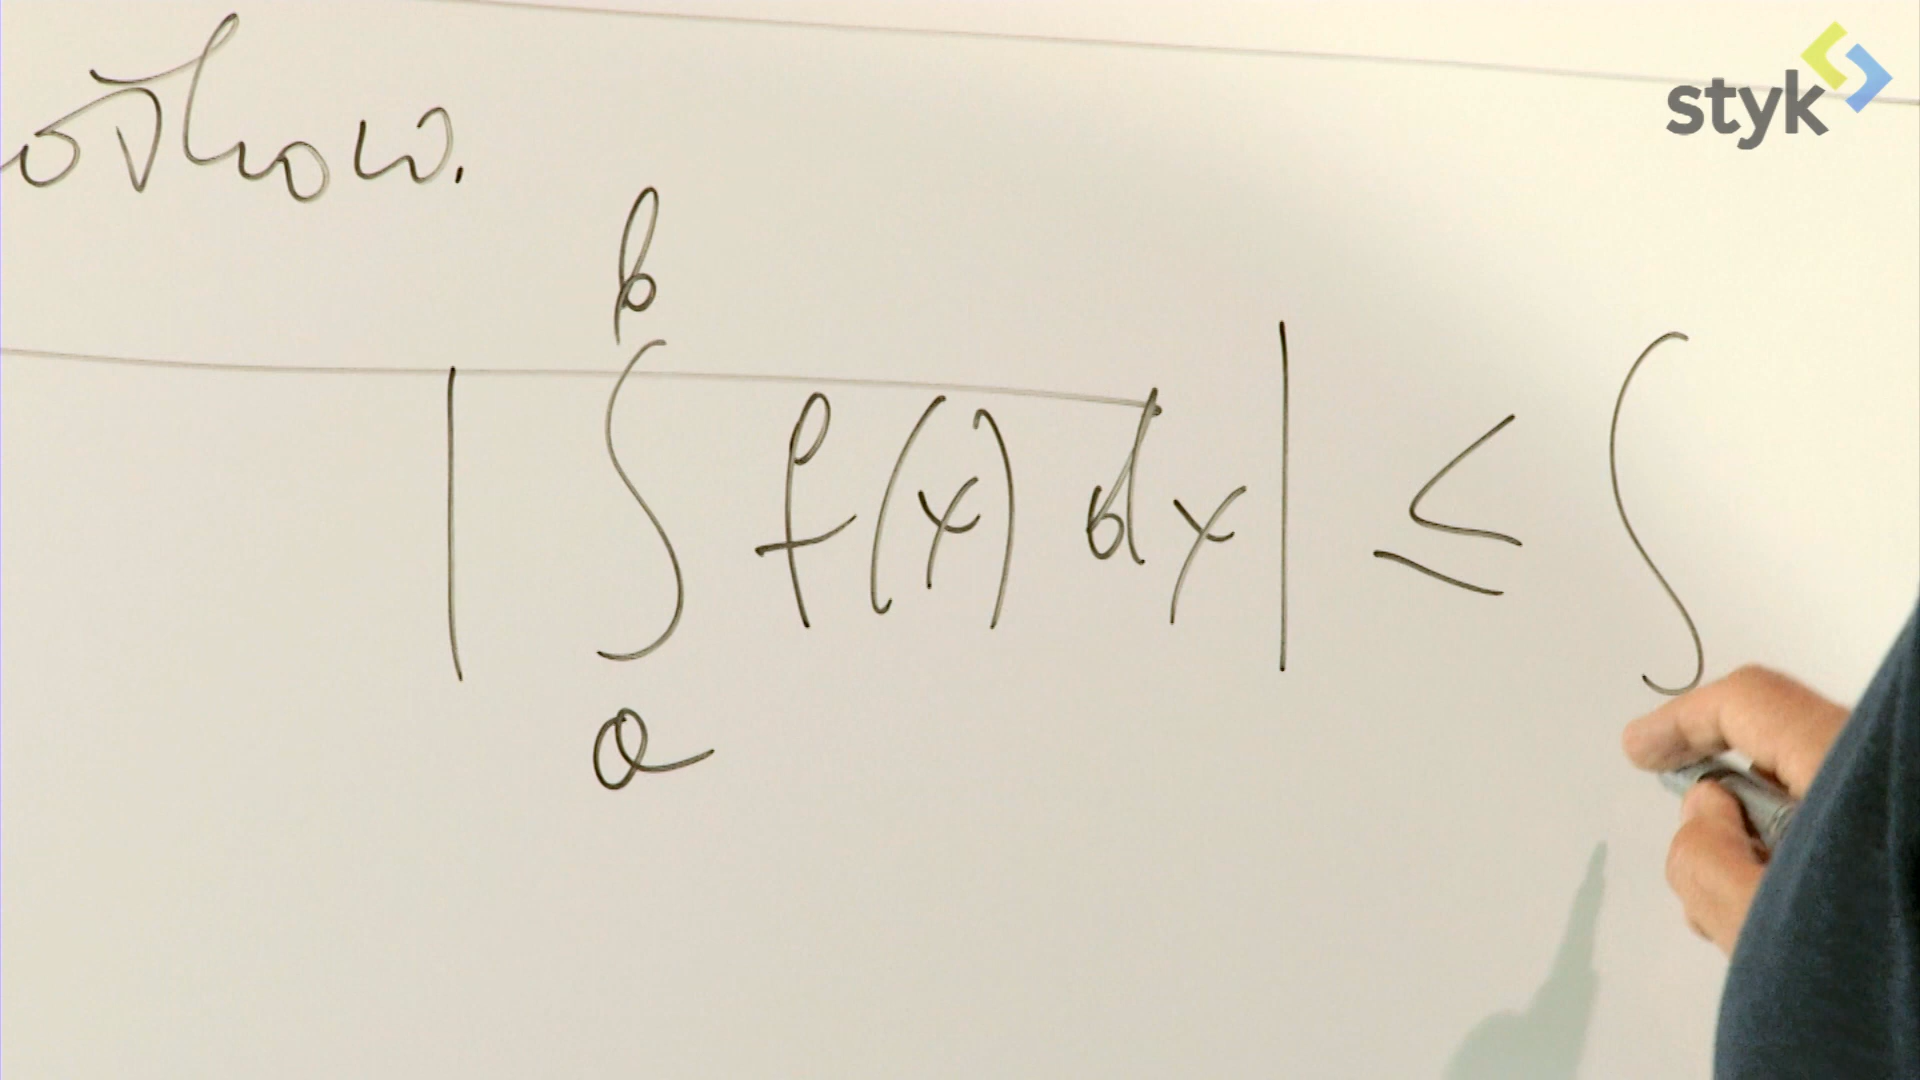 styk
| ∫_a^b f(x) dx | ≤ ∫